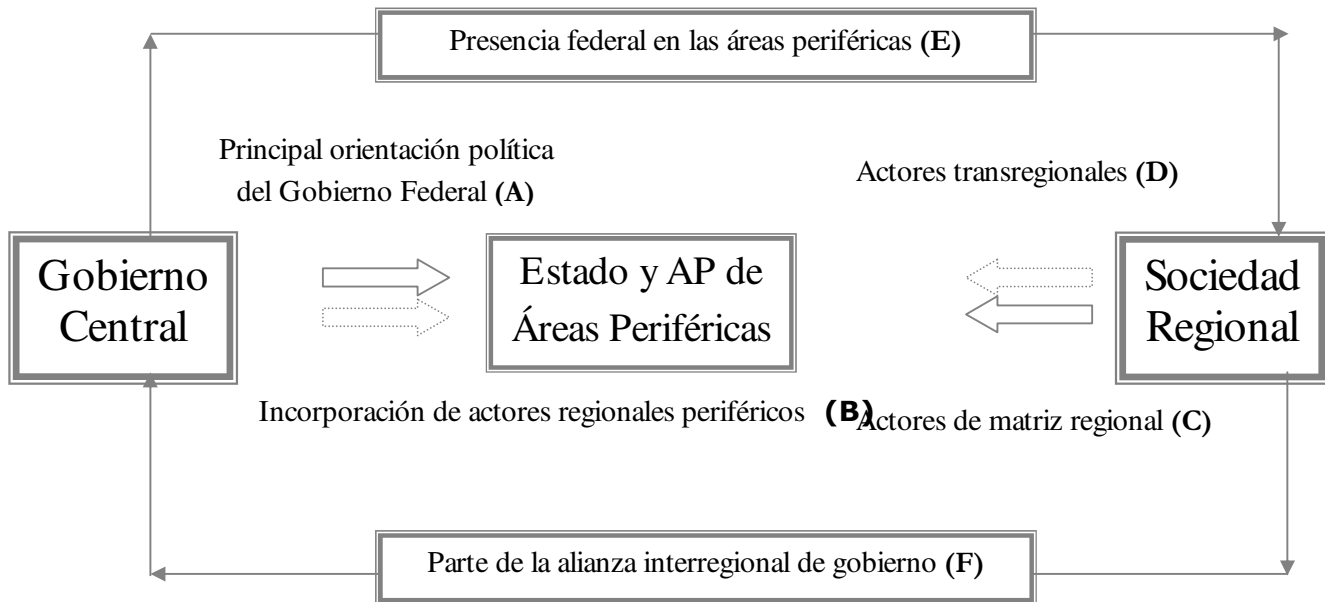 Presencia federal en las áreas periféricas (E)
Principal orientación política
del Gobierno Federal (A)
Actores transregionales (D)
Gobierno
Central
Estado y AP de
Áreas Periféricas
Sociedad
Regional
Incorporación de actores regionales periféricos (B)
Actores de matriz regional (C)
Parte de la alianza interregional de gobierno (F)